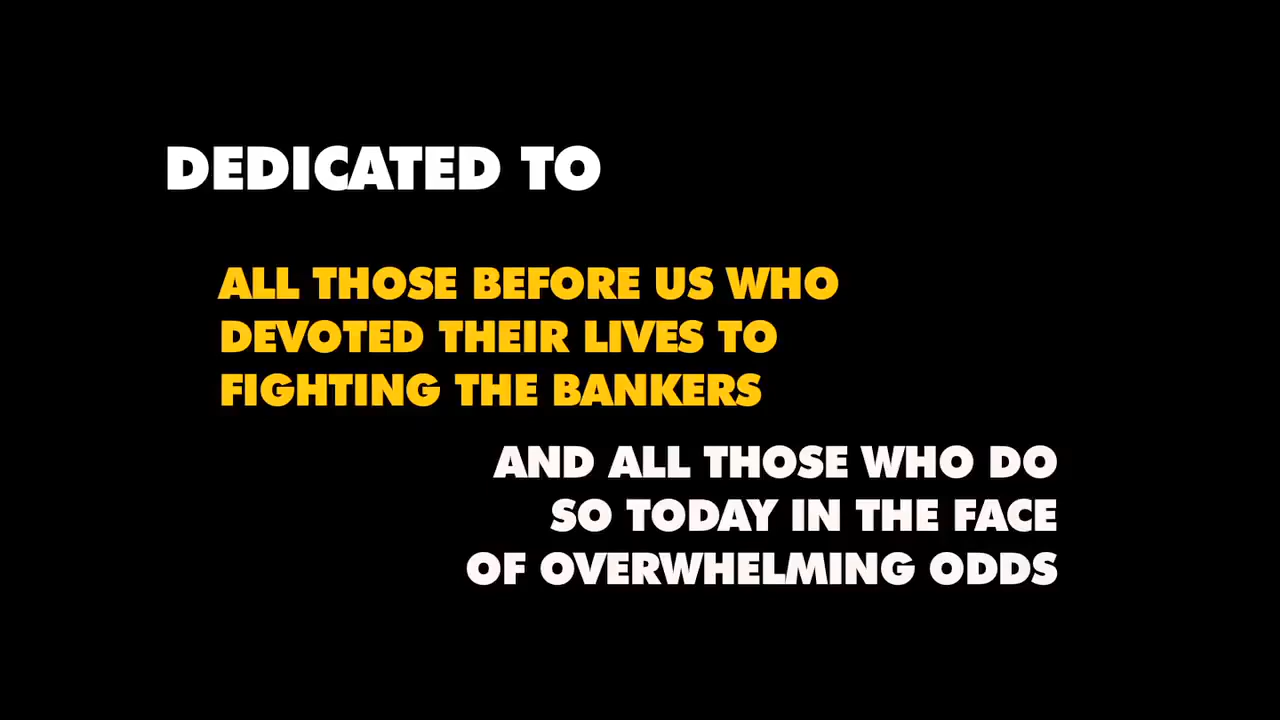 DEDICATED TO
ALL THOSE BEFORE US WHO
DEVOTED THEIR LIVES TO
FIGHTING THE BANKERS
AND ALL THOSE WHO DO
SO TODAY IN THE FACE
OF OVERWHELMING ODDS